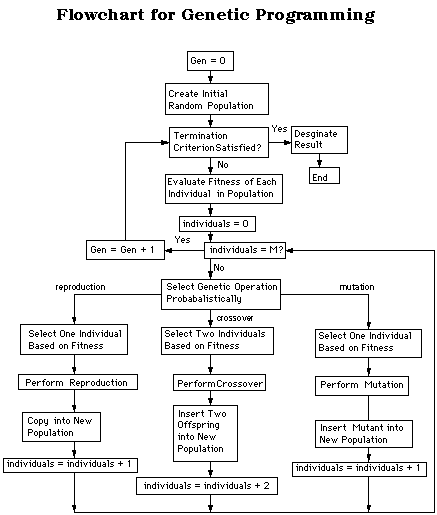 Flowchart for Genetic Programming
Gen = 0
Create Initial
Random Population
Termination
Criterion Satisfied?
Yes
Desginate
Result
End
No
Evaluate Fitness of Each
Individual in Population
individuals = 0
Gen = Gen + 1
Yes
individuals = M?
No
reproduction
Select Genetic Operation
Probabalistically
mutation
crossover
Select One Individual
Based on Fitness
Perform Reproduction
Copy into New
Population
individuals = individuals + 1
Select Two Individuals
Based on Fitness
Perform Crossover
Insert Two
Offspring
into New
Population
individuals = individuals + 2
Select One Individual
Based on Fitness
Perform Mutation
Insert Mutant into
New Population
individuals = individuals + 1